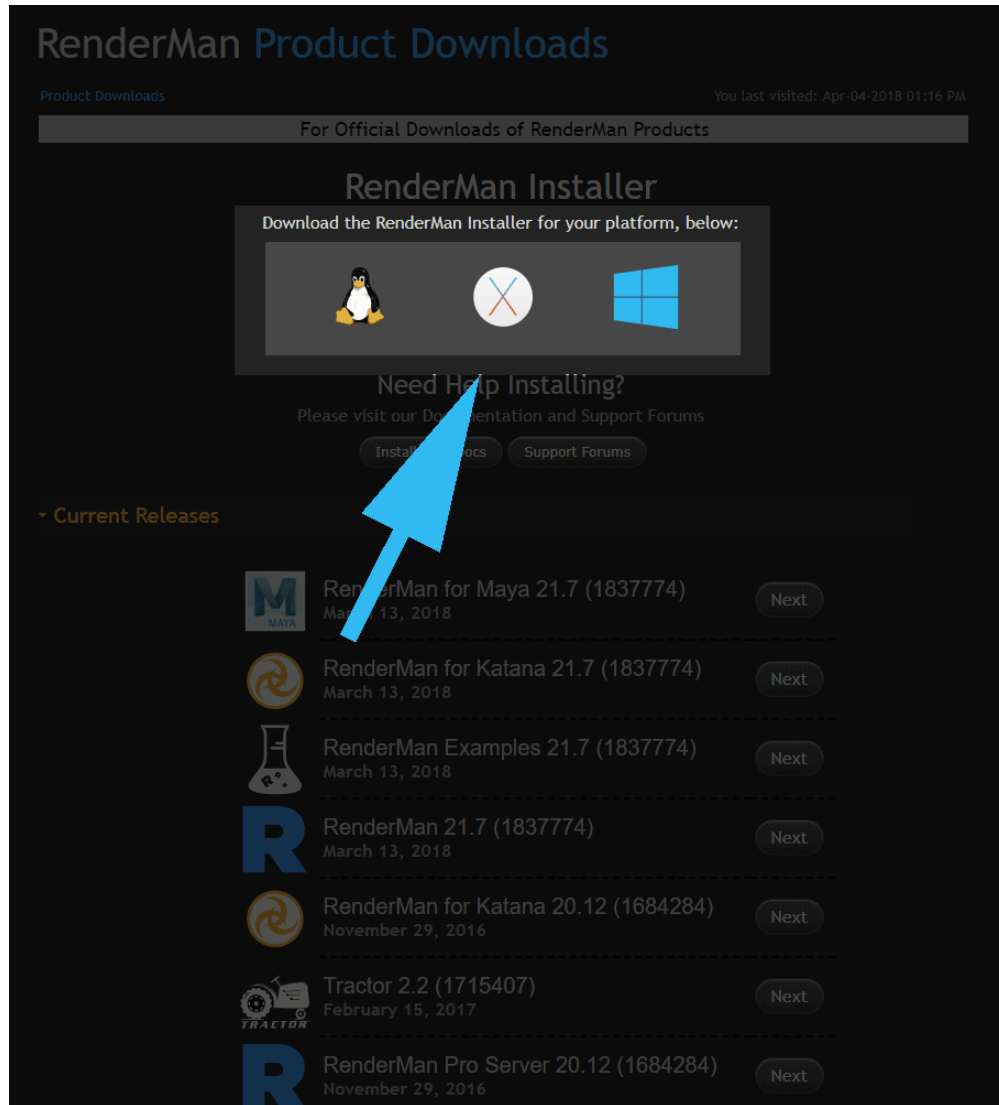 RenderMan Product Downloads
Product Downloads
You last visited: Apr-04-2018 01:16 PM
For Official Downloads of RenderMan Products
RenderMan Installer
Download the RenderMan Installer for your platform, below:
Need Help Installing?
Please visit our Documentation and Support Forums
Support Forums
Current Releases
MAYA
RenderMan for Maya 21.7 (1837774)
March 13, 2018
Next
RenderMan for Katana 21.7 (1837774)
March 13, 2018
Next
RenderMan Examples 21.7 (1837774)
March 13, 2018
Next
R
RenderMan 21.7 (1837774)
March 13, 2018
Next
RenderMan for Katana 20.12 (1684284)
November 29, 2016
Next
TRACTOR
Tractor 2.2 (1715407)
February 15, 2017
Next
R
RenderMan Pro Server 20.12 (1684284)
November 29, 2016
Next